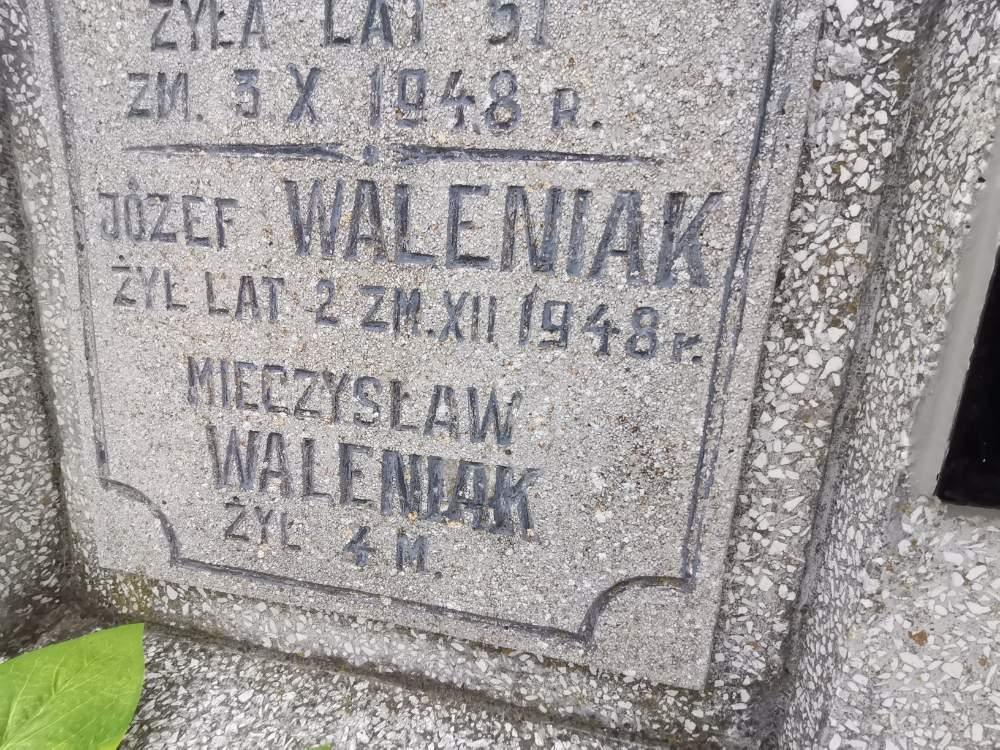 ŻYŁA LAT 51
ZM. 3 X 1948 R.
JÓZEF WALENIAK
ŻYŁ LAT 2 ZM. XII 1948 r.
MIECZYSŁAW
WALENIAK
ŻYŁ 4 M